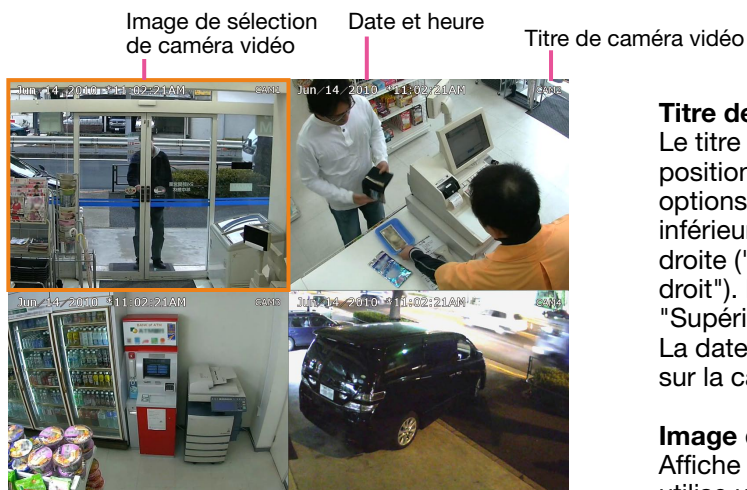 Image de sélection
de caméra vidéo
Date et heure
Titre de caméra vidéo
Jun 14 2010 *11:02:21AM CAM1
Jun 14 2010 *11:02:21AM
Jun 14 2010 *11:02:21AM CAM3
Jun 14 2010 *11:02:21AM CAM4
Titre de
Le titre
position
options
inférieur
droite ("
droit").
"Supéri
La date
sur la ca
Image d
Affiche